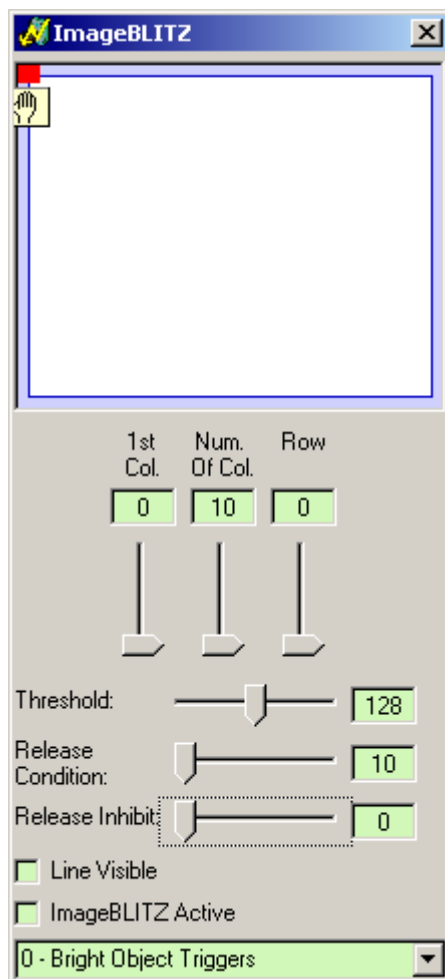 ImageBLITZ
1st Col. Num. Of Col. Row
0 10 0
Threshold: 128
Release Condition: 10
Release Inhibit: 0
Line Visible
ImageBLITZ Active
0 - Bright Object Triggers